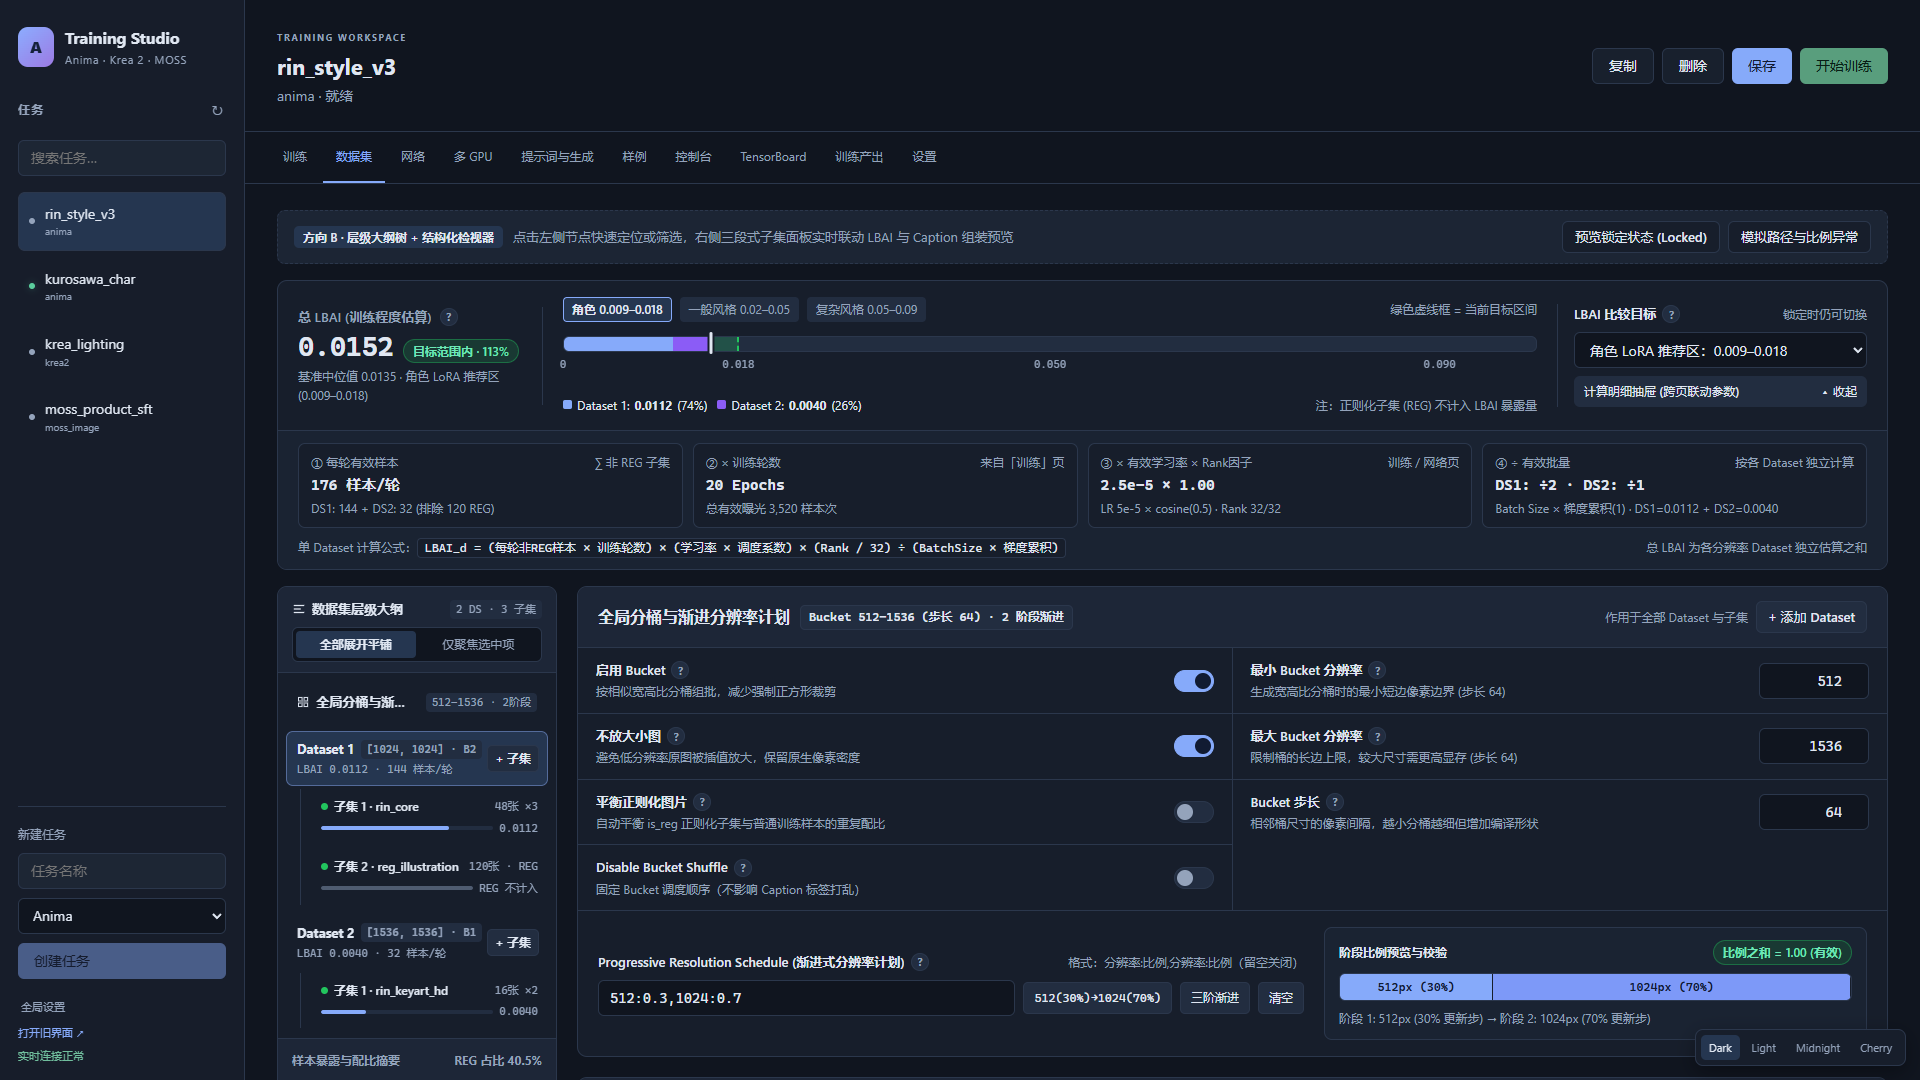 A
Training Studio
Anima · Krea 2 · MOSS
任务
↻
搜索任务...
rin_style_v3
anima
kurosawa_char
anima
krea_lighting
krea2
moss_product_sft
moss_image
新建任务
任务名称
Anima
创建任务
全局设置
打开旧界面 ↗
实时连接正常
TRAINING WORKSPACE
rin_style_v3
anima · 就绪
复制
删除
保存
开始训练
训练
数据集
网络
多 GPU
提示词与生成
样例
控制台
TensorBoard
训练产出
设置
方向 B · 层级大纲树 + 结构化检视器
点击左侧节点快速定位或筛选，右侧三段式子集面板实时联动 LBAI 与 Caption 组装预览
预览锁定状态 (Locked)
模拟路径与比例异常
总 LBAI (训练程度估算) ?
0.0152 目标范围内 · 113%
基准中位值 0.0135 · 角色 LoRA 推荐区
(0.009–0.018)
角色 0.009–0.018
一般风格 0.02–0.05
复杂风格 0.05–0.09
绿色虚线框 = 当前目标区间
0
0.018
0.050
0.090
Dataset 1: 0.0112 (74%)
Dataset 2: 0.0040 (26%)
注：正则化子集 (REG) 不计入 LBAI 暴露量
LBAI 比较目标 ?
锁定时仍可切换
角色 LoRA 推荐区：0.009–0.018
计算明细抽屉 (跨页联动参数)
▴ 收起
① 每轮有效样本
∑ 非 REG 子集
176 样本/轮
DS1: 144 + DS2: 32 (排除 120 REG)
② × 训练轮数
来自「训练」页
20 Epochs
总有效曝光 3,520 样本次
③ × 有效学习率 × Rank因子
训练 / 网络页
2.5e-5 × 1.00
LR 5e-5 × cosine(0.5) · Rank 32/32
④ ÷ 有效批量
按各 Dataset 独立计算
DS1: ÷2 · DS2: ÷1
Batch Size × 梯度累积(1) · DS1=0.0112 + DS2=0.0040
单 Dataset 计算公式：
LBAI_d = (每轮非REG样本 × 训练轮数) × (学习率 × 调度系数) × (Rank / 32) ÷ (BatchSize × 梯度累积)
总 LBAI 为各分辨率 Dataset 独立估算之和
数据集层级大纲
2 DS · 3 子集
全部展开平铺
仅聚焦选中项
全局分桶与渐...
512–1536 · 2阶段
Dataset 1 [1024, 1024] · B2
LBAI 0.0112 · 144 样本/轮
+ 子集
子集 1 · rin_core
48张 ×3
0.0112
子集 2 · reg_illustration
120张 · REG
REG 不计入
Dataset 2 [1536, 1536] · B1
LBAI 0.0040 · 32 样本/轮
+ 子集
子集 1 · rin_keyart_hd
16张 ×2
0.0040
样本暴露与配比摘要
REG 占比 40.5%
全局分桶与渐进分辨率计划
Bucket 512–1536 (步长 64) · 2 阶段渐进
作用于全部 Dataset 与子集
+ 添加 Dataset
启用 Bucket ?
按相似宽高比分桶组批，减少强制正方形裁剪
不放大小图 ?
避免低分辨率原图被插值放大，保留原生像素密度
平衡正则化图片 ?
自动平衡 is_reg 正则化子集与普通训练样本的重复配比
Disable Bucket Shuffle ?
固定 Bucket 调度顺序（不影响 Caption 标签打乱）
最小 Bucket 分辨率 ?
生成宽高比分桶时的最小短边像素边界 (步长 64)
512
最大 Bucket 分辨率 ?
限制桶的长边上限，较大尺寸需更高显存 (步长 64)
1536
Bucket 步长 ?
相邻桶尺寸的像素间隔，越小分桶越细但增加编译形状
64
Progressive Resolution Schedule (渐进式分辨率计划) ?
格式：分辨率:比例,分辨率:比例（留空关闭）
512:0.3,1024:0.7
512(30%)→1024(70%)
三阶渐进
清空
阶段比例预览与校验
比例之和 = 1.00 (有效)
512px (30%)
1024px (70%)
阶段 1: 512px (30% 更新步) → 阶段 2: 1024px (70% 更新步)
Dark
Light
Midnight
Cherry